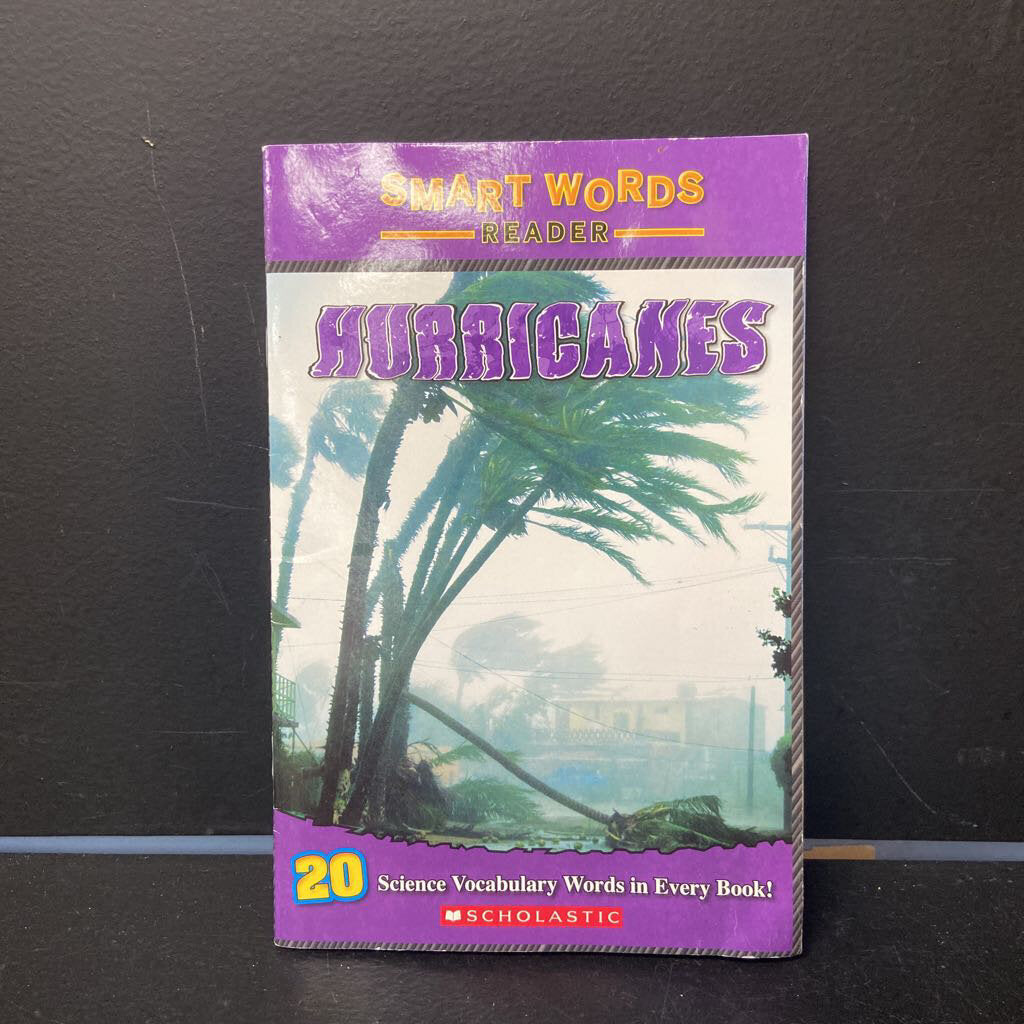 SMART WORDS
READER
HURRICANES
20 Science Vocabulary Words in Every Book!
SCHOLASTIC